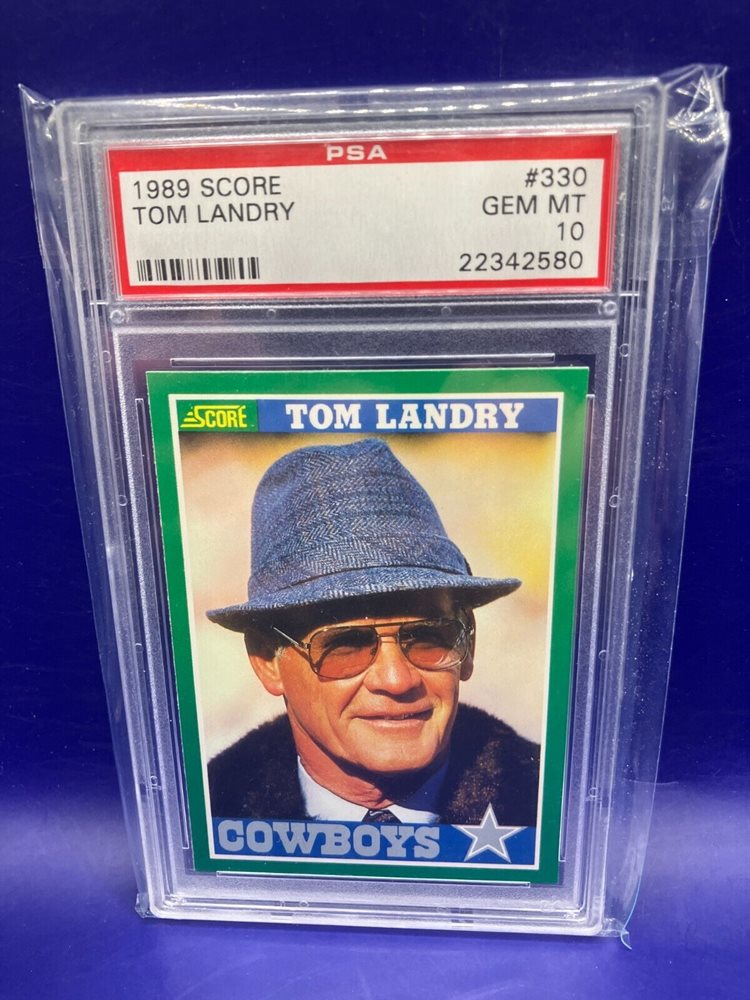 PSA
1989 SCORE #330
TOM LANDRY GEM MT
10
22342580
SCORE TOM LANDRY
COWBOYS